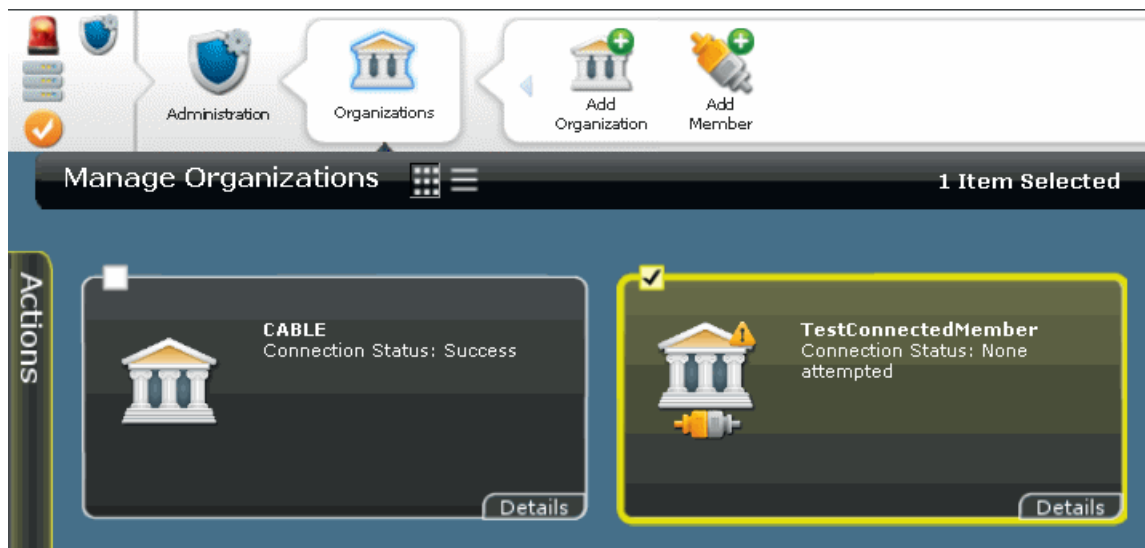 Administration
Organizations
Add
Organization
Add
Member
Manage Organizations
1 Item Selected
Actions
CABLE
Connection Status: Success
Details
TestConnectedMember
Connection Status: None
attempted
Details